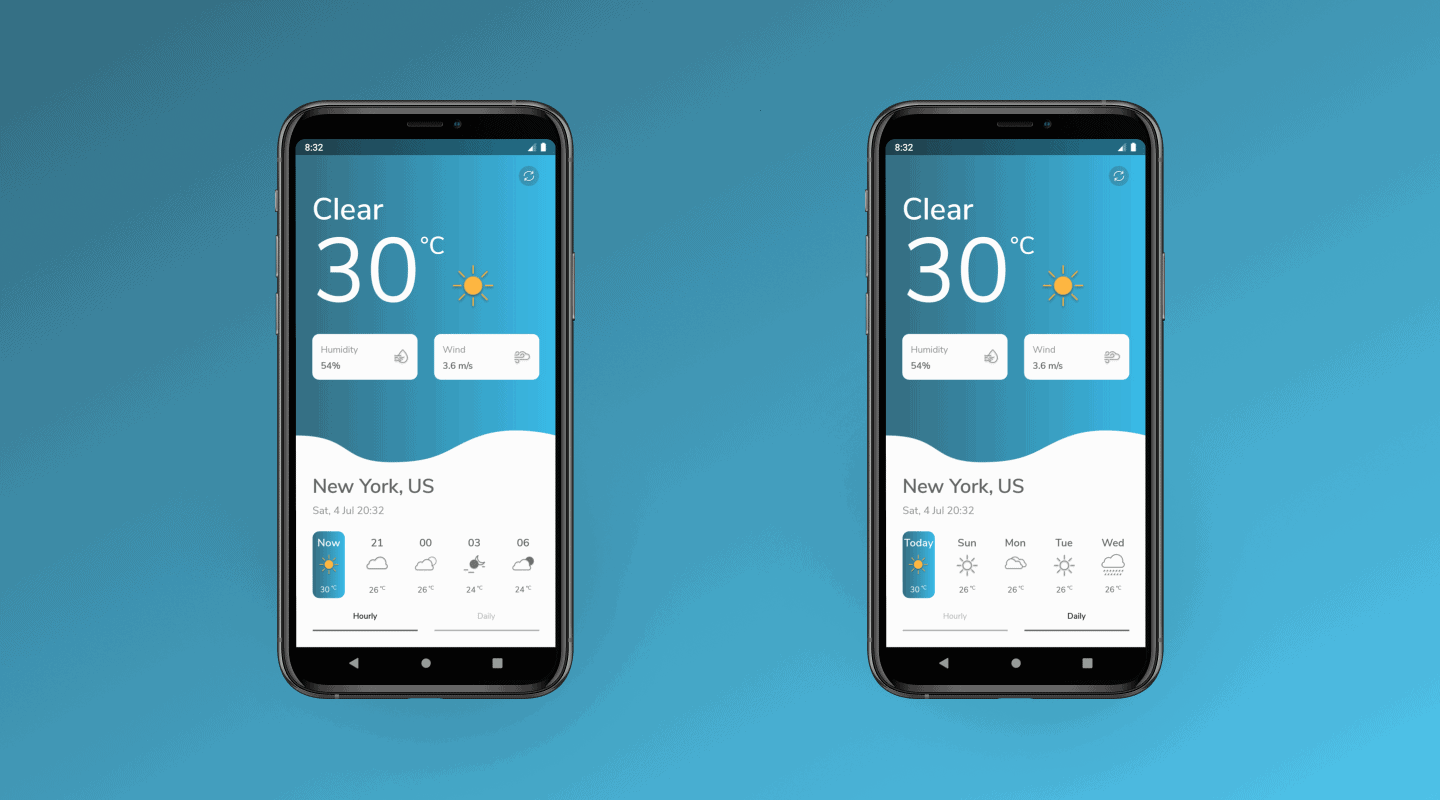 8:32
Clear
30 °C
Humidity
54%
Wind
3.6 m/s
New York, US
Sat, 4 Jul 20:32
Now 21 00 03 06
30 °C 26 °C 26 °C 24 °C 24 °C
Hourly Daily
8:32
Clear
30 °C
Humidity
54%
Wind
3.6 m/s
New York, US
Sat, 4 Jul 20:32
Today Sun Mon Tue Wed
30 °C 26 °C 26 °C 26 °C 26 °C
Hourly Daily